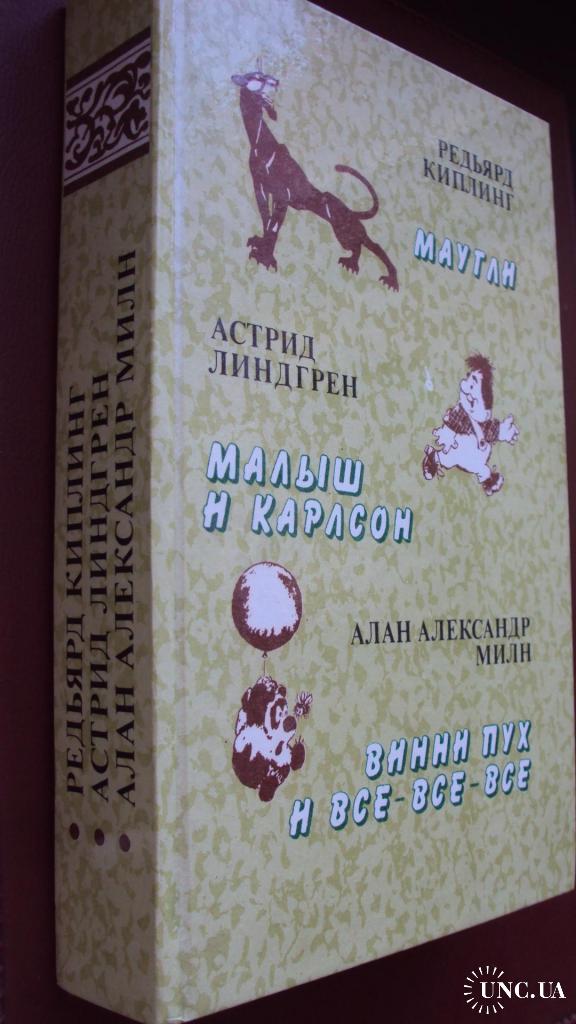 РЕДЬЯРД
КИПЛИНГ
МАУГЛИ
АСТРИД
ЛИНДГРЕН
МАЛЫШ
И КАРЛСОН
АЛАН АЛЕКСАНДР
МИЛН
ВИННИ ПУХ
И ВСЕ-ВСЕ-ВСЕ
• РЕДЬЯРД КИПЛИНГ
• АСТРИД ЛИНДГРЕН
• АЛАН АЛЕКСАНДР МИЛН
UNC.UA